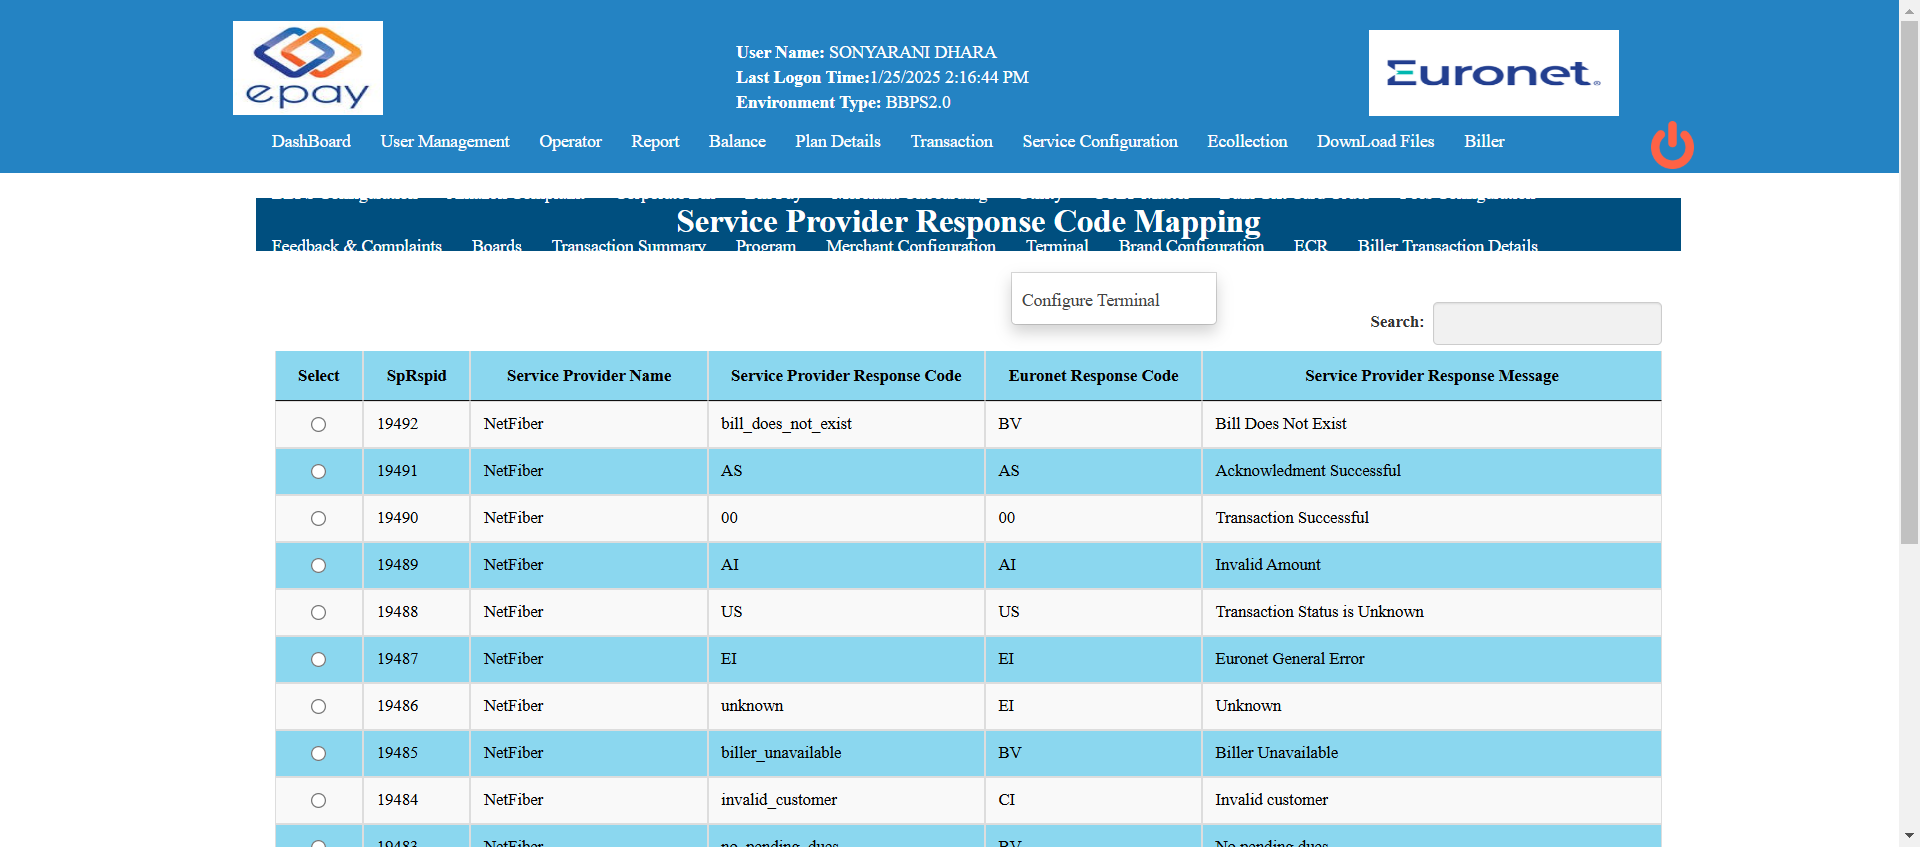 epay
User Name: SONYARANI DHARA
Last Logon Time:1/25/2025 2:16:44 PM
Environment Type: BBPS2.0
Euronet
DashBoard User Management Operator Report Balance Plan Details Transaction Service Configuration Ecollection DownLoad Files Biller
Service Provider Response Code Mapping
Feedback & Complaints Boards Transaction Summary Program Merchant Configuration Terminal Brand Configuration ECR Biller Transaction Details
Configure Terminal
Search:
Select SpRspid Service Provider Name Service Provider Response Code Euronet Response Code Service Provider Response Message
19492 NetFiber bill_does_not_exist BV Bill Does Not Exist
19491 NetFiber AS AS Acknowledment Successful
19490 NetFiber 00 00 Transaction Successful
19489 NetFiber AI AI Invalid Amount
19488 NetFiber US US Transaction Status is Unknown
19487 NetFiber EI EI Euronet General Error
19486 NetFiber unknown EI Unknown
19485 NetFiber biller_unavailable BV Biller Unavailable
19484 NetFiber invalid_customer CI Invalid customer
19483 NetFiber no_pending_dues BV No pending dues